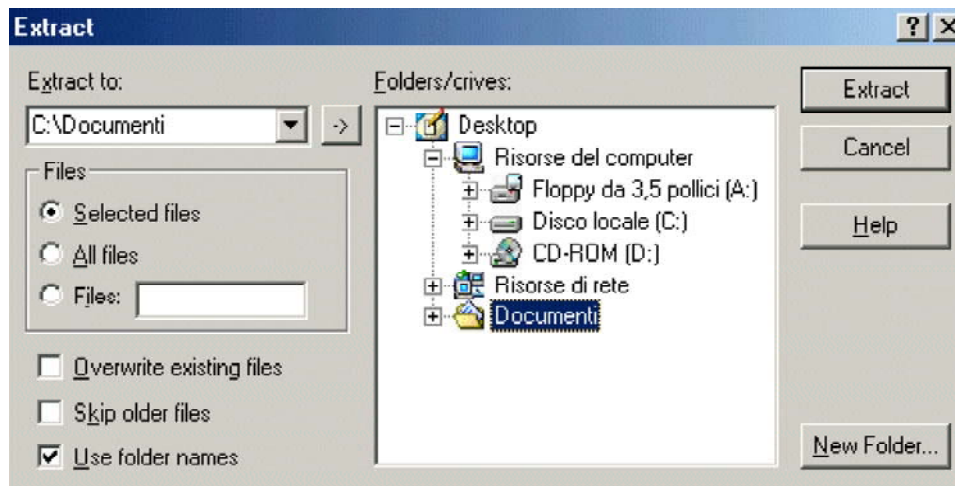 Extract
Extract to:
C:\Documenti
->
Files
Selected files
All files
Files:
Overwrite existing files
Skip older files
Use folder names
Folders/crives:
Desktop
Risorse del computer
Floppy da 3,5 pollici (A:)
Disco locale (C:)
CD-ROM (D:)
Risorse di rete
Documenti
Extract
Cancel
Help
New Folder...